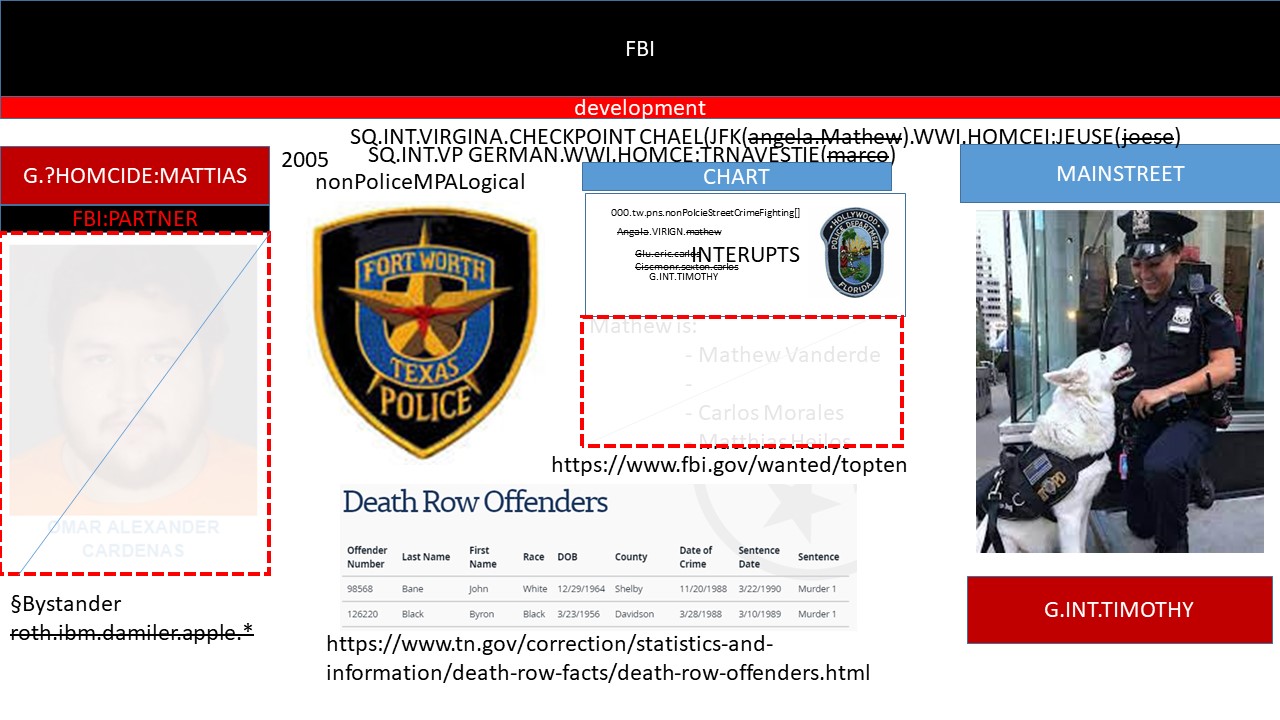 FBI
development
SQ.INT.VIRGINA.CHECKPOINT CHAEL(JFK(angela.Mathew).WWI.HOMCEI:JEUSE(joese)
SQ.INT.VP GERMAN.WWI.HOMCE:TRNAVESTIE(marco)
2005
nonPoliceMPALogical
G.?HOMCIDE:MATTIAS
FBI:PARTNER
OMAR ALEXANDER
CARDENAS
§Bystander
roth.ibm.damiler.apple.*
FORT WORTH
TEXAS
POLICE
CHART
000.tw.pns.nonPolcieStreetCrimeFighting[]
Angala.VIRIGN.mathew
Glu.eric.carlos
INTERUPTS
Ciscmonr.sexton.carlos
G.INT.TIMOTHY
HOLLYWOOD
POLICE DEPARTMENT
FLORIDA
Mathew is:
- Mathew Vanderde
-
- Carlos Morales
- Matthias Heiler
https://www.fbi.gov/wanted/topten
Death Row Offenders
Offender Number Last Name First Name Race DOB County Date of Crime Sentence Date Sentence
98568 Bane John White 12/29/1964 Shelby 11/20/1988 3/22/1990 Murder 1
126220 Black Byron Black 3/23/1956 Davidson 3/28/1988 3/10/1989 Murder 1
https://www.tn.gov/correction/statistics-and-
information/death-row-facts/death-row-offenders.html
MAINSTREET
G.INT.TIMOTHY